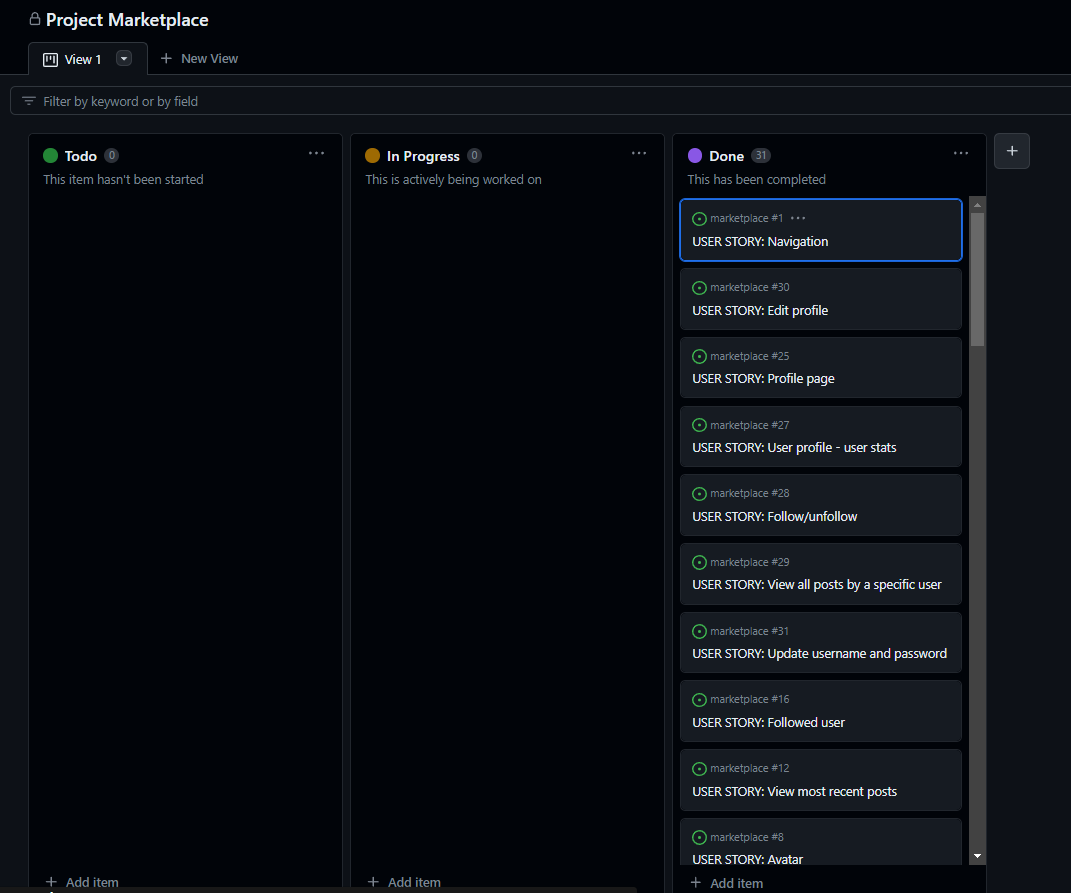 Project Marketplace
View 1
New View
Filter by keyword or by field
Todo 0
This item hasn't been started
Add item
In Progress 0
This is actively being worked on
Add item
Done 31
This has been completed
marketplace #1
USER STORY: Navigation
marketplace #30
USER STORY: Edit profile
marketplace #25
USER STORY: Profile page
marketplace #27
USER STORY: User profile - user stats
marketplace #28
USER STORY: Follow/unfollow
marketplace #29
USER STORY: View all posts by a specific user
marketplace #31
USER STORY: Update username and password
marketplace #16
USER STORY: Followed user
marketplace #12
USER STORY: View most recent posts
marketplace #8
USER STORY: Avatar
Add item